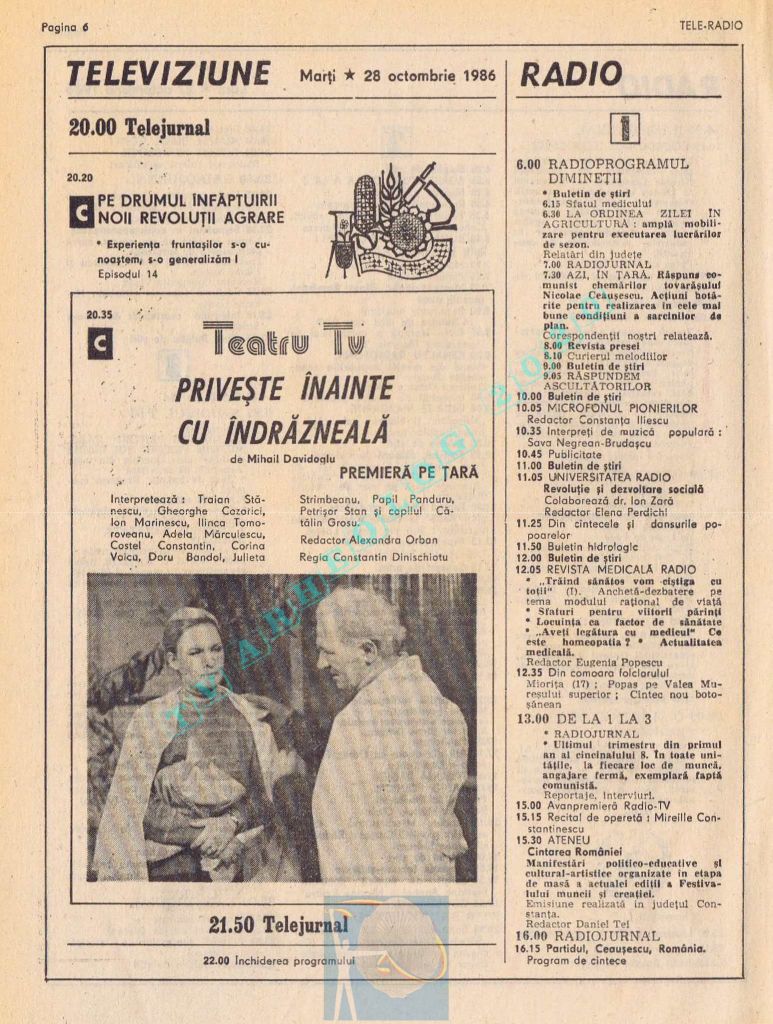 Pagina 6
TELE-RADIO
TELEVIZIUNE
Marți ★ 28 octombrie 1986
20.00 Telejurnal
20.20
C
PE DRUMUL ÎNFĂPTUIRII
NOII REVOLUȚII AGRARE
* Experiența fruntașilor s-o cu-
noaștem, s-o generalizăm !
Episodul 14
20.35
C
Teatru Tv
PRIVEȘTE ÎNAINTE
CU ÎNDRĂZNEALĂ
de Mihail Davidoglu
PREMIERĂ PE ȚARĂ
Interpretează : Traian Stă-
nescu, Gheorghe Cozorici,
Ion Marinescu, Ilinca Tomo-
roveanu, Adela Mărculescu,
Costel Constantin, Corina
Voicu, Doru Bandol, Julieta
Strîmbeanu, Papil Panduru,
Petrișor Stan și copilul Că-
tălin Grosu.
Redactor Alexandra Orban
Regia Constantin Dinischiotu
21.50 Telejurnal
22.00 Închiderea programului
RADIO
1
6.00 RADIOPROGRAMUL
DIMINEȚII
* Buletin de știri
6.15 Sfatul medicului
6.30 LA ORDINEA ZILEI ÎN
AGRICULTURĂ : amplă mobili-
zare pentru executarea lucrărilor
de sezon.
Relatări din județe
7.00 RADIOJURNAL
7.30 AZI, ÎN ȚARĂ. Răspuns co-
munist chemărilor tovarășului
Nicolae Ceaușescu. Acțiuni hotă-
rîte pentru realizarea în cele mai
bune condițiuni a sarcinilor de
plan.
Corespondenții noștri relatează.
8.00 Revista presei
8.10 Curierul melodiilor
9.00 Buletin de știri
9.05 RĂSPUNDEM
ASCULTĂTORILOR
10.00 Buletin de știri
10.05 MICROFONUL PIONIERILOR
Redactor Constanța Iliescu
10.35 Interpreți de muzică populară :
Sava Negrean-Brudașcu
10.45 Publicitate
11.00 Buletin de știri
11.05 UNIVERSITATEA RADIO
Revoluție și dezvoltare socială
Colaborează dr. Ion Zară
Redactor Elena Perdichi
11.25 Din cîntecele și dansurile po-
poarelor
11.50 Buletin hidrologic
12.00 Buletin de știri
12.05 REVISTA MEDICALĂ RADIO
* „Trăind sănătos vom cîștiga cu
toții" (I). Anchetă-dezbatere pe
tema modului rațional de viață
* Sfaturi pentru viitorii părinți
* Locuința ca factor de sănătate
* „Aveți legătura cu medicul" Ce
este homeopatia ? * Actualitatea
medicală.
Redactor Eugenia Popescu
12.35 Din comoara folclorului
Miorița (17) ; Popas pe Valea Mu-
reșului superior ; Cîntec nou boto-
șănean
13.00 DE LA 1 LA 3
* RADIOJURNAL
* Ultimul trimestru din primul
an al cincinalului 8. În toate uni-
tățile, la fiecare loc de muncă,
angajare fermă, exemplară faptă
comunistă.
Reportaje, interviuri.
15.00 Avanpremieră Radio-TV
15.15 Recital de operetă : Mireille Con-
stantinescu
15.30 ATENEU
Cîntarea României
Manifestări politico-educative și
cultural-artistice organizate în etapa
de masă a actualei ediții a Festiva-
lului muncii și creației.
Emisiune realizată în județul Con-
stanța.
Redactor Daniel Tei
16.00 RADIOJURNAL
16.15 Partidul, Ceaușescu, România.
Program de cîntece